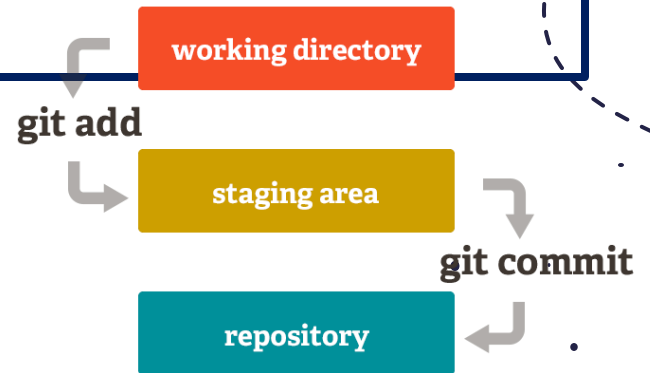 working directory
git add
staging area
git commit
repository